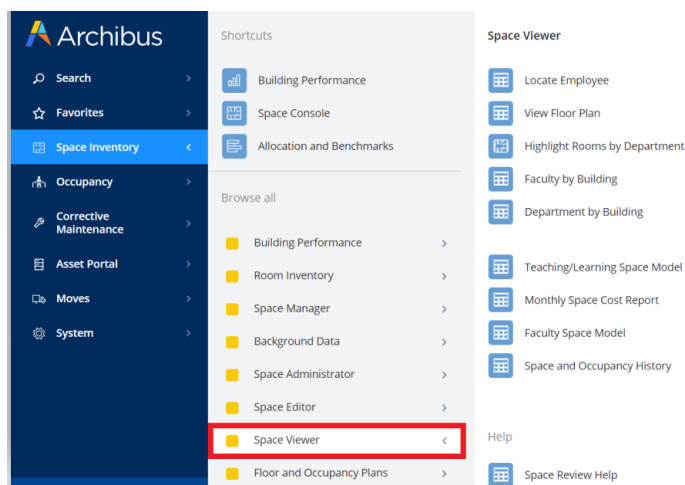 Archibus
Search
Favorites
Space Inventory
Occupancy
Corrective
Maintenance
Asset Portal
Moves
System
Shortcuts
Building Performance
Space Console
Allocation and Benchmarks
Browse all
Building Performance
Room Inventory
Space Manager
Background Data
Space Administrator
Space Editor
Space Viewer
Floor and Occupancy Plans
Space Viewer
Locate Employee
View Floor Plan
Highlight Rooms by Department
Faculty by Building
Department by Building
Teaching/Learning Space Model
Monthly Space Cost Report
Faculty Space Model
Space and Occupancy History
Help
Space Review Help